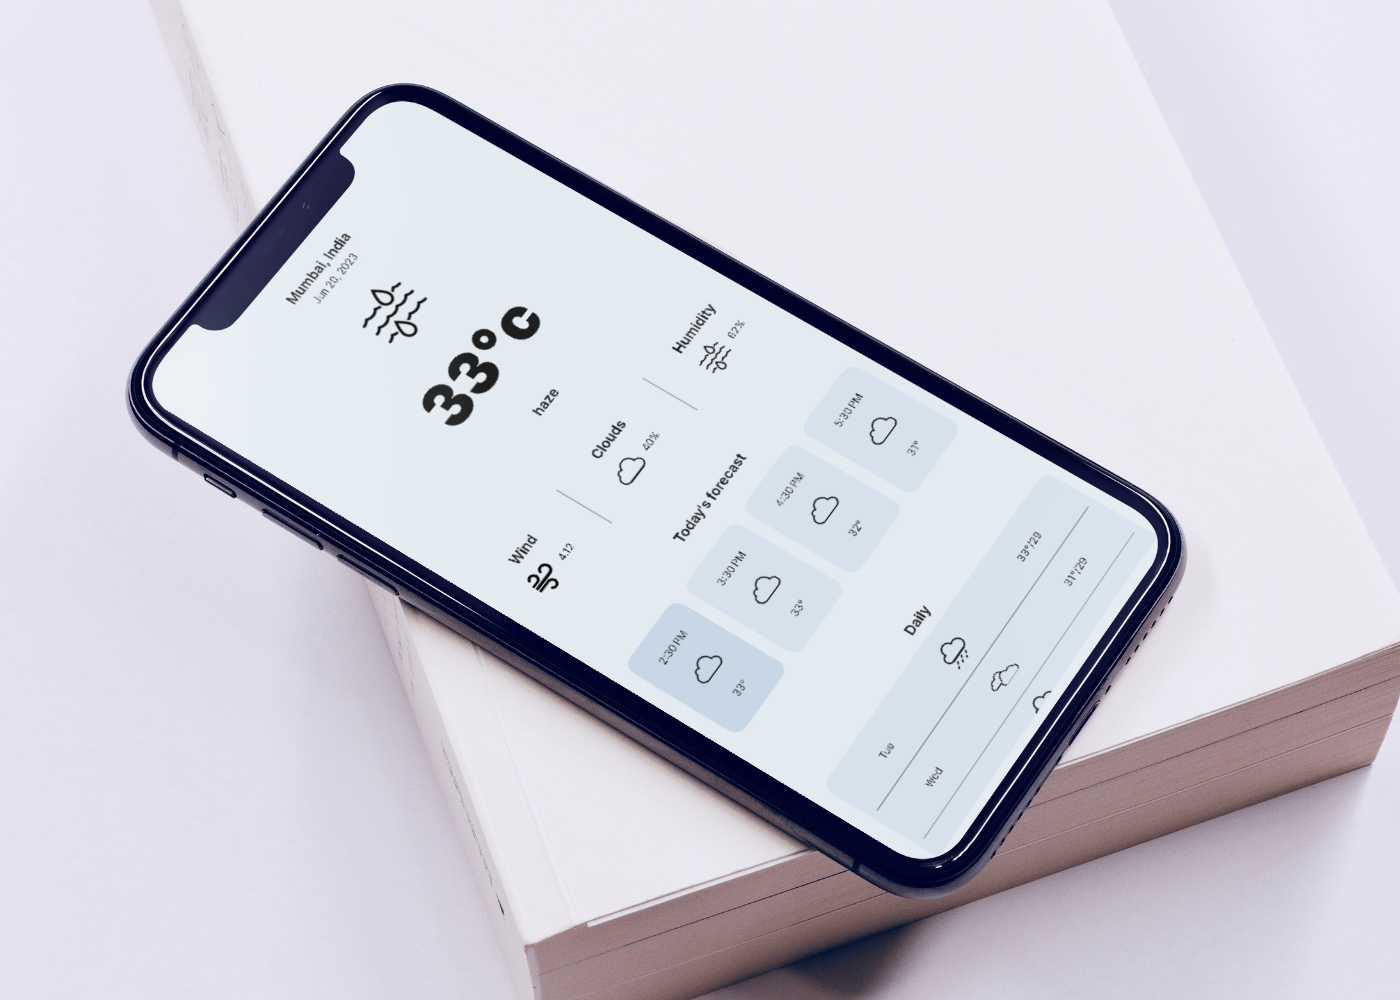 Mumbai, India
Jun 20, 2023
33°c
haze
Wind
4.12
Clouds
40%
Humidity
62%
Today's forecast
2:30 PM
33°
3:30 PM
33°
4:30 PM
32°
5:30 PM
31°
Daily
Tue
33°/29
Wed
31°/29